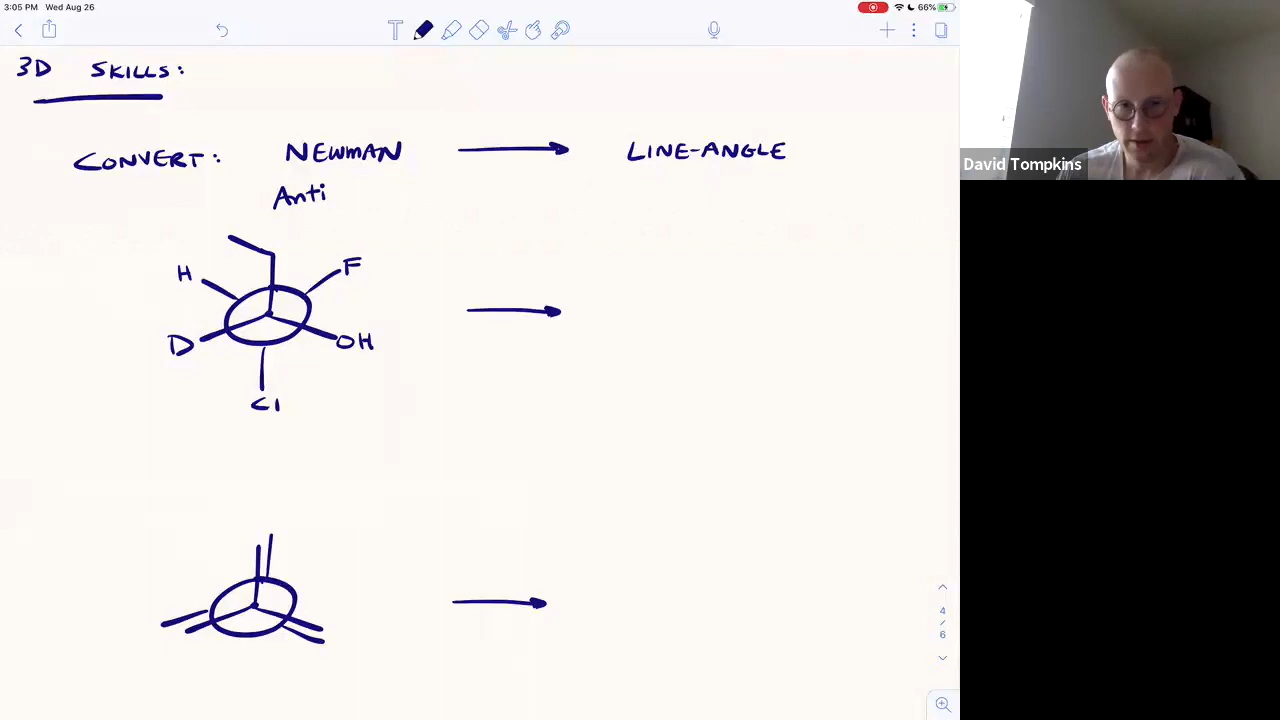 3:05 PM Wed Aug 26
66%
T
3D SKILLS:
CONVERT: NEWMAN LINE-ANGLE
Anti
H F
D OH
Cl
David Tompkins
4
/
6